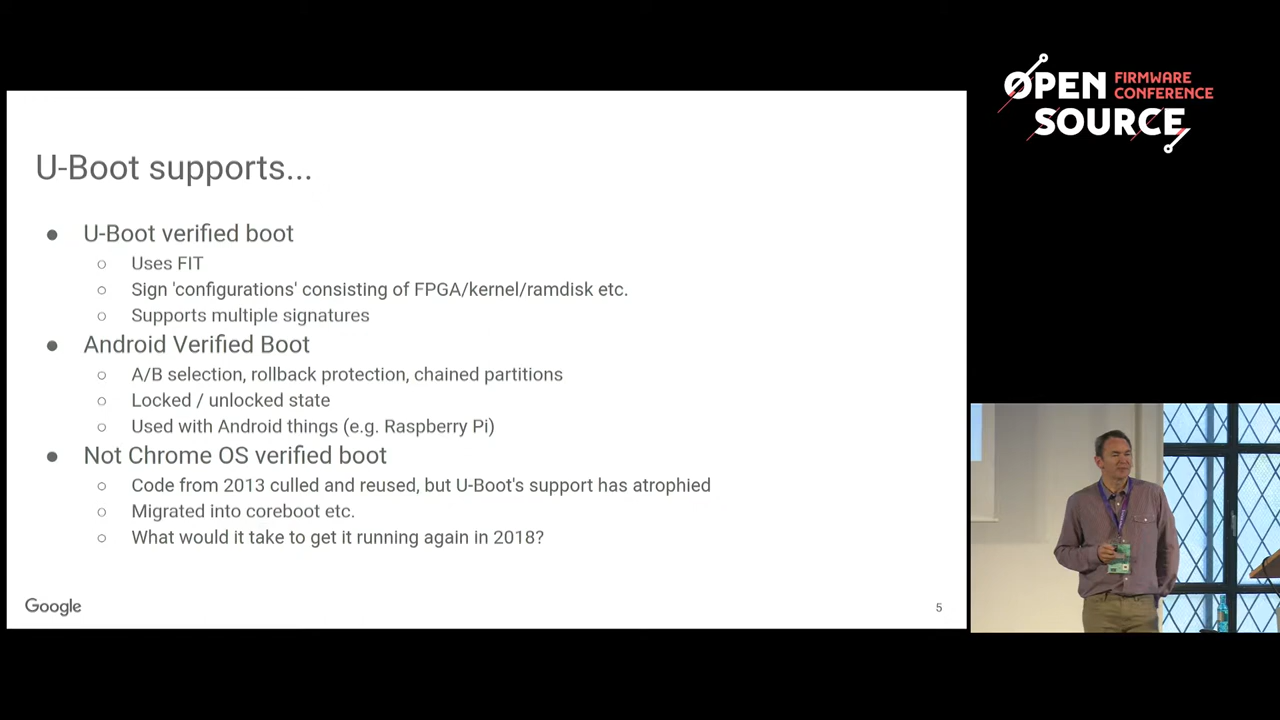 OPEN FIRMWARE
CONFERENCE
SOURCE
U-Boot supports...
● U-Boot verified boot
○ Uses FIT
○ Sign 'configurations' consisting of FPGA/kernel/ramdisk etc.
○ Supports multiple signatures
● Android Verified Boot
○ A/B selection, rollback protection, chained partitions
○ Locked / unlocked state
○ Used with Android things (e.g. Raspberry Pi)
● Not Chrome OS verified boot
○ Code from 2013 culled and reused, but U-Boot's support has atrophied
○ Migrated into coreboot etc.
○ What would it take to get it running again in 2018?
Google
5